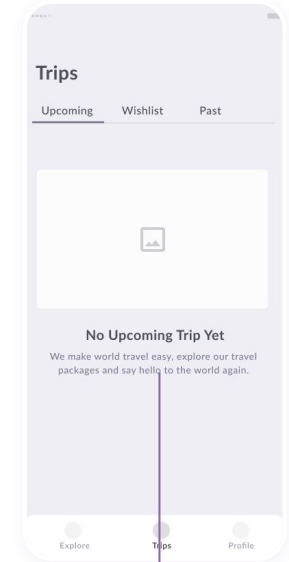 Trips
Upcoming Wishlist Past
No Upcoming Trip Yet
We make world travel easy, explore our travel
packages and say hello to the world again.
Explore Trips Profile